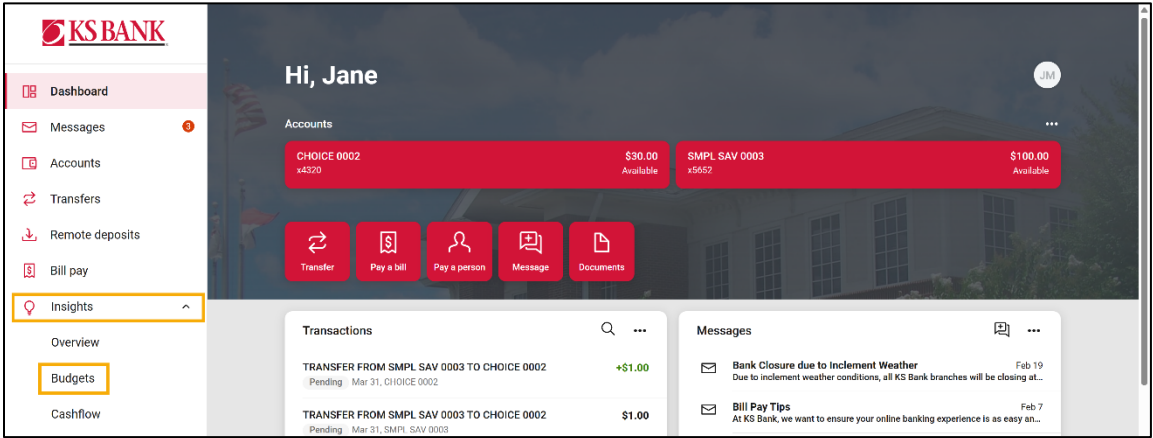 KS BANK
Dashboard
Messages
3
Accounts
Transfers
Remote deposits
Bill pay
Insights
Overview
Budgets
Cashflow
Hi, Jane
JM
Accounts
CHOICE 0002
$30.00
x4320
Available
SMPL SAV 0003
$100.00
x5652
Available
Transfer
Pay a bill
Pay a person
Message
Documents
Transactions
TRANSFER FROM SMPL SAV 0003 TO CHOICE 0002
+$1.00
Pending Mar 31, CHOICE 0002
TRANSFER FROM SMPL SAV 0003 TO CHOICE 0002
$1.00
Pending Mar 31, SMPL SAV 0003
Messages
Bank Closure due to Inclement Weather
Feb 19
Due to inclement weather conditions, all KS Bank branches will be closing at...
Bill Pay Tips
Feb 7
At KS Bank, we want to ensure your online banking experience is as easy an...